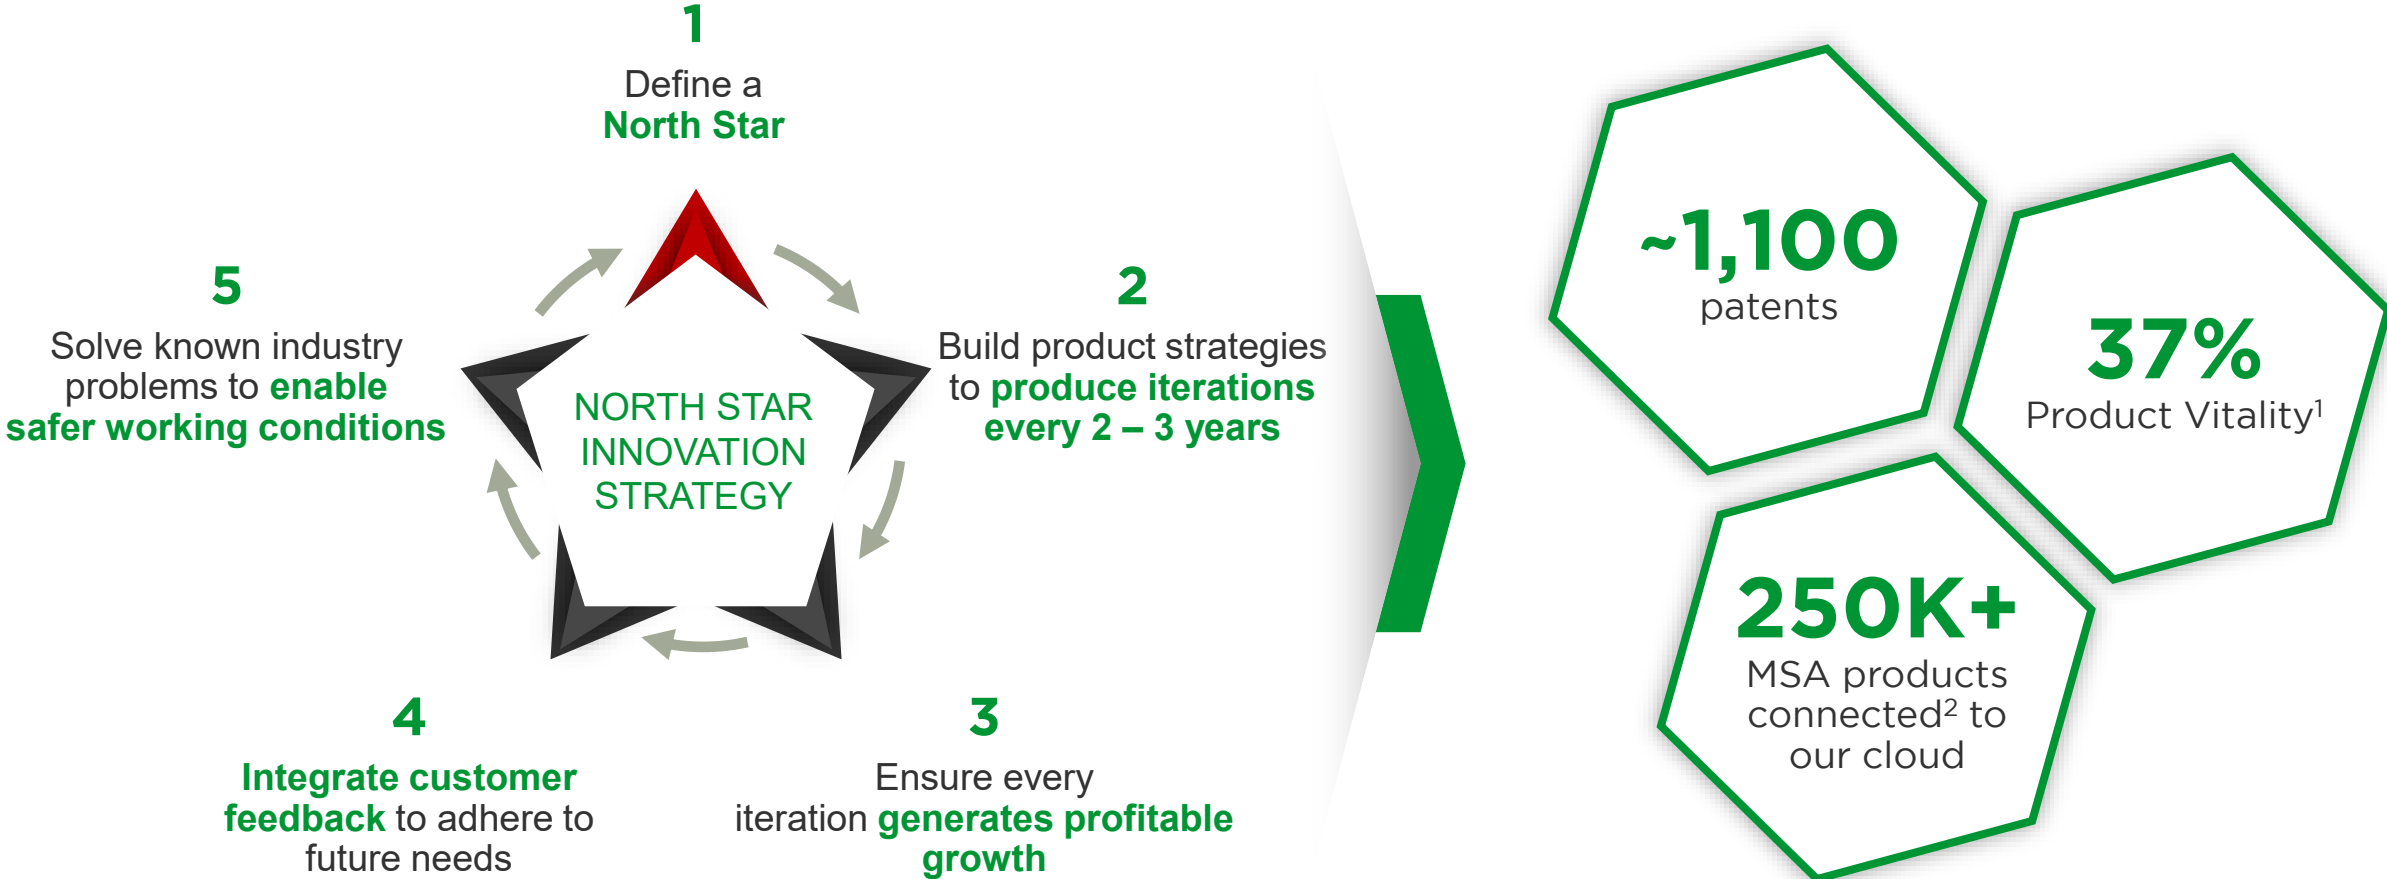 1
Define a
North Star
2
Build product strategies
to produce iterations
every 2 – 3 years
3
Ensure every
iteration generates profitable
growth
4
Integrate customer
feedback to adhere to
future needs
5
Solve known industry
problems to enable
safer working conditions
NORTH STAR
INNOVATION
STRATEGY
~1,100
patents
37%
Product Vitality¹
250K+
MSA products
connected² to
our cloud